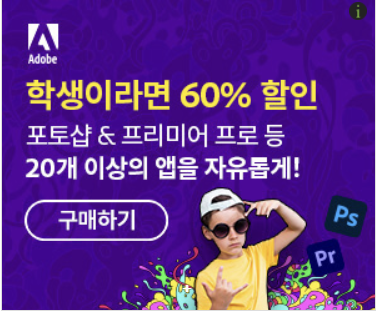 Adobe
학생이라면 60% 할인
포토샵 & 프리미어 프로 등
20개 이상의 앱을 자유롭게!
구매하기
Ps
Pr
i